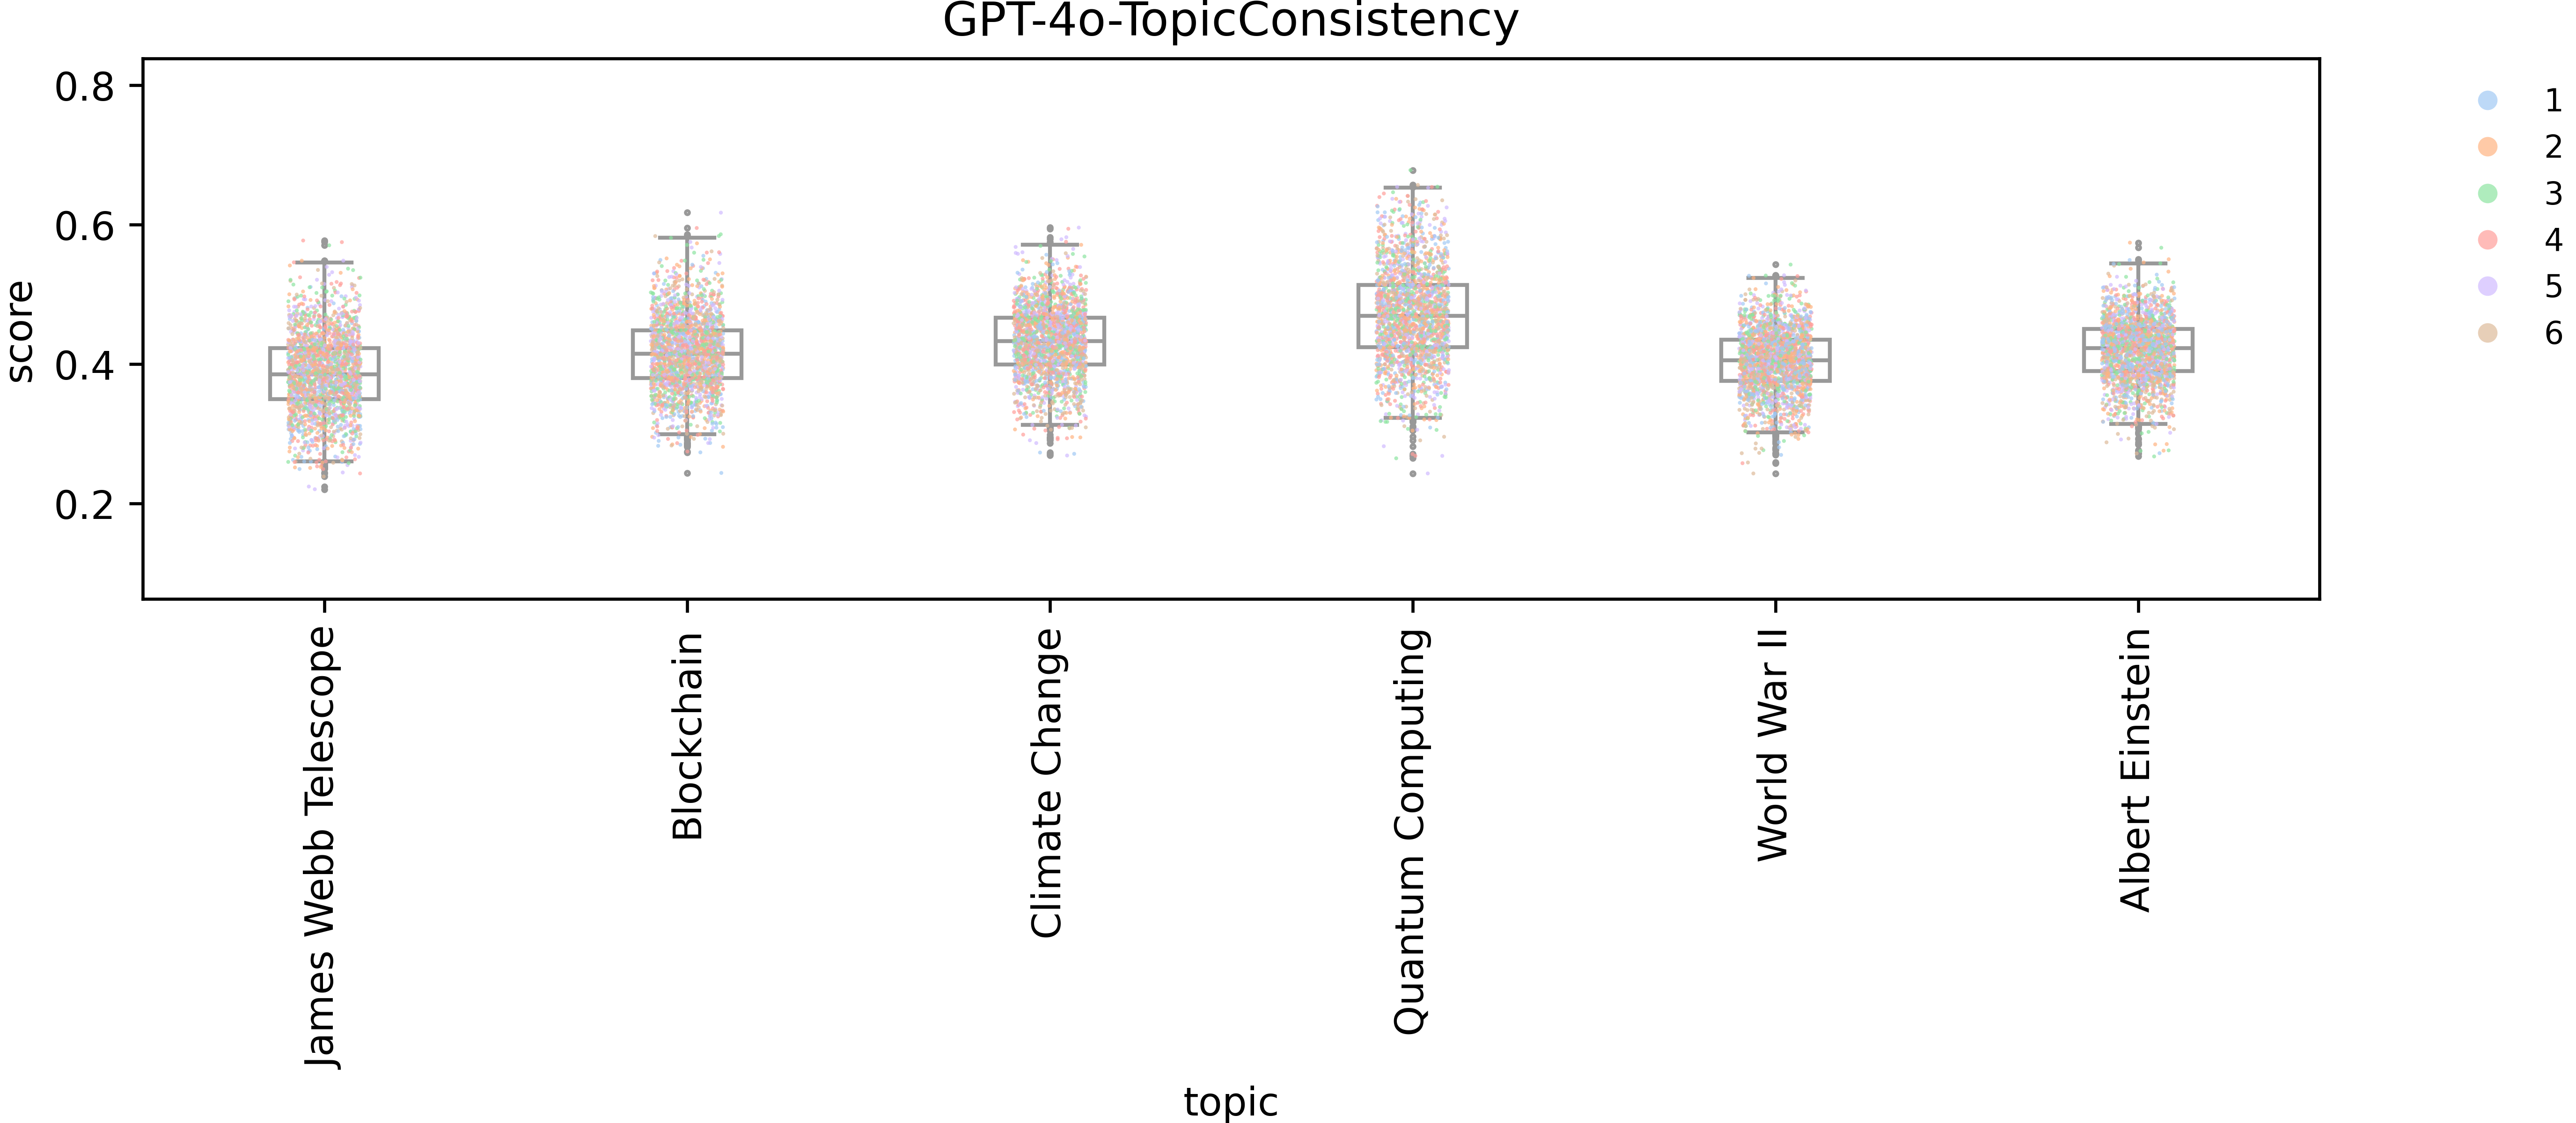 GPT-4o-TopicConsistency
score
0.8
0.6
0.4
0.2
James Webb Telescope
Blockchain
Climate Change
Quantum Computing
World War II
Albert Einstein
topic
1
2
3
4
5
6